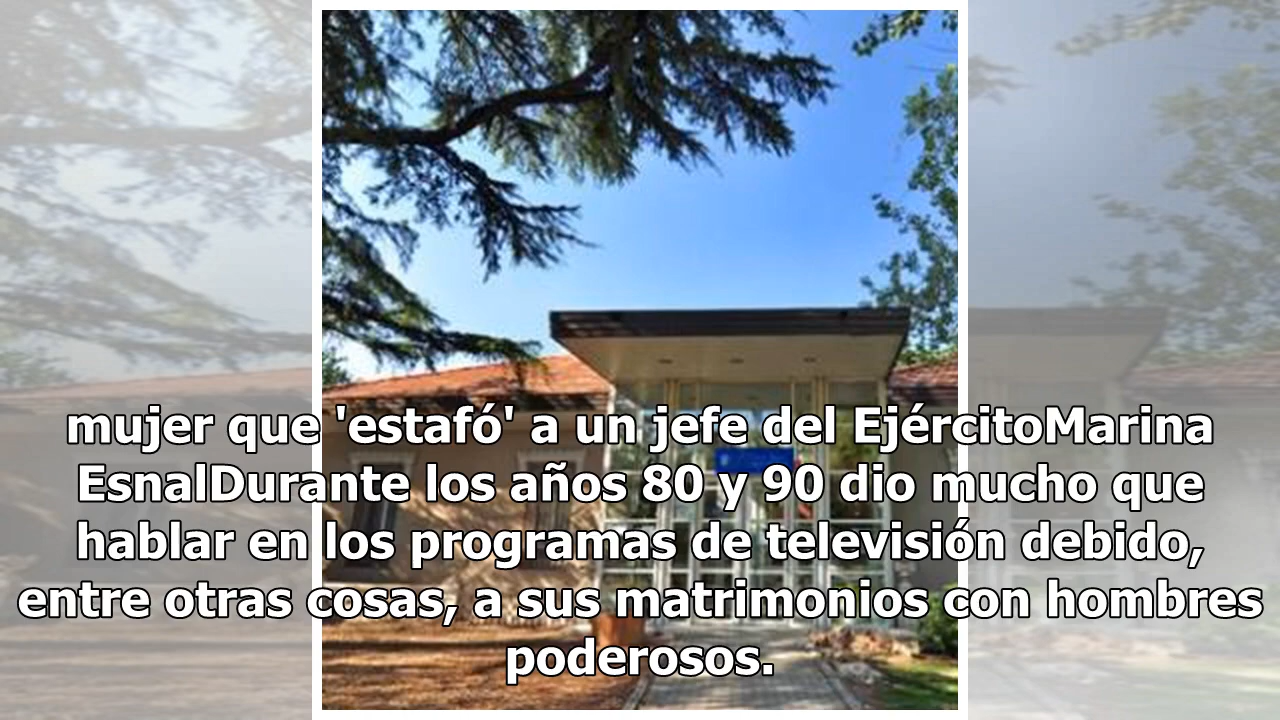 mujer que 'estafó' a un jefe del EjércitoMarina
EsnalDurante los años 80 y 90 dio mucho que
hablar en los programas de televisión debido,
entre otras cosas, a sus matrimonios con hombres
poderosos.